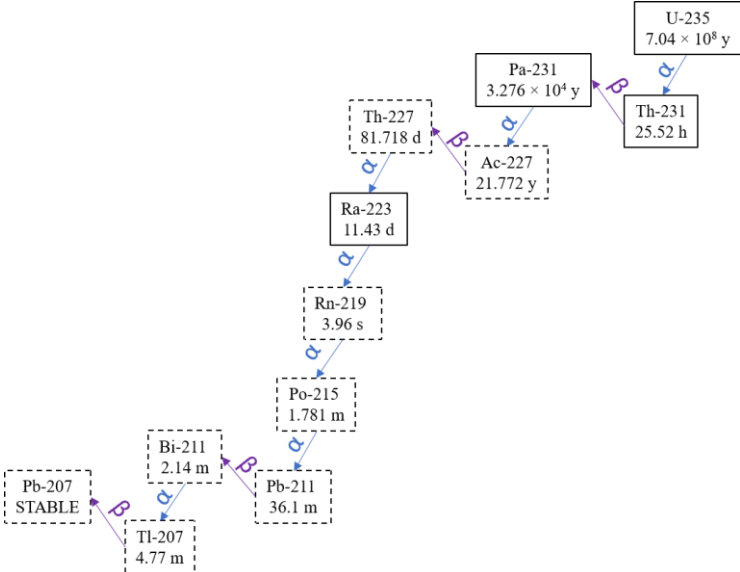 U-235
7.04 × 10⁸ y
α
Pa-231
3.276 × 10⁴ y
β
Th-231
25.52 h
Th-227
81.718 d
α
β
Ac-227
21.772 y
α
Ra-223
11.43 d
α
Rn-219
3.96 s
α
Po-215
1.781 m
α
Bi-211
2.14 m
β
Pb-211
36.1 m
Pb-207
STABLE
α
β
Tl-207
4.77 m